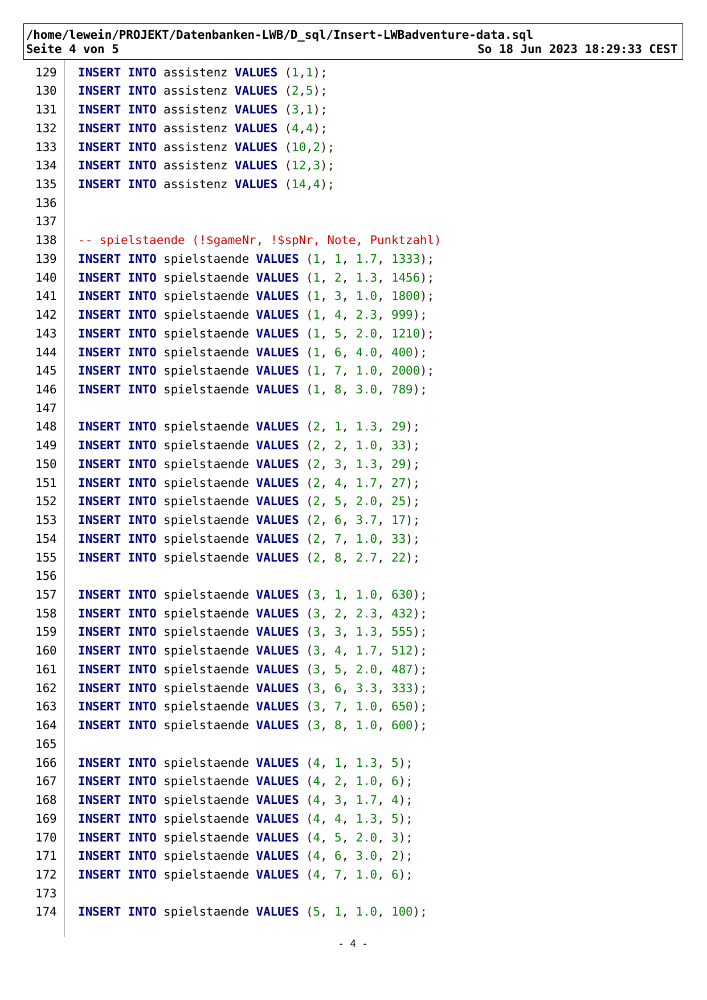 /home/lewein/PROJEKT/Datenbanken-LWB/D_sql/Insert-LWBadventure-data.sql
Seite 4 von 5 So 18 Jun 2023 18:29:33 CEST
129 INSERT INTO assistenz VALUES (1,1);
130 INSERT INTO assistenz VALUES (2,5);
131 INSERT INTO assistenz VALUES (3,1);
132 INSERT INTO assistenz VALUES (4,4);
133 INSERT INTO assistenz VALUES (10,2);
134 INSERT INTO assistenz VALUES (12,3);
135 INSERT INTO assistenz VALUES (14,4);
136
137
138 -- spielstaende (!$gameNr, !$spNr, Note, Punktzahl)
139 INSERT INTO spielstaende VALUES (1, 1, 1.7, 1333);
140 INSERT INTO spielstaende VALUES (1, 2, 1.3, 1456);
141 INSERT INTO spielstaende VALUES (1, 3, 1.0, 1800);
142 INSERT INTO spielstaende VALUES (1, 4, 2.3, 999);
143 INSERT INTO spielstaende VALUES (1, 5, 2.0, 1210);
144 INSERT INTO spielstaende VALUES (1, 6, 4.0, 400);
145 INSERT INTO spielstaende VALUES (1, 7, 1.0, 2000);
146 INSERT INTO spielstaende VALUES (1, 8, 3.0, 789);
147
148 INSERT INTO spielstaende VALUES (2, 1, 1.3, 29);
149 INSERT INTO spielstaende VALUES (2, 2, 1.0, 33);
150 INSERT INTO spielstaende VALUES (2, 3, 1.3, 29);
151 INSERT INTO spielstaende VALUES (2, 4, 1.7, 27);
152 INSERT INTO spielstaende VALUES (2, 5, 2.0, 25);
153 INSERT INTO spielstaende VALUES (2, 6, 3.7, 17);
154 INSERT INTO spielstaende VALUES (2, 7, 1.0, 33);
155 INSERT INTO spielstaende VALUES (2, 8, 2.7, 22);
156
157 INSERT INTO spielstaende VALUES (3, 1, 1.0, 630);
158 INSERT INTO spielstaende VALUES (3, 2, 2.3, 432);
159 INSERT INTO spielstaende VALUES (3, 3, 1.3, 555);
160 INSERT INTO spielstaende VALUES (3, 4, 1.7, 512);
161 INSERT INTO spielstaende VALUES (3, 5, 2.0, 487);
162 INSERT INTO spielstaende VALUES (3, 6, 3.3, 333);
163 INSERT INTO spielstaende VALUES (3, 7, 1.0, 650);
164 INSERT INTO spielstaende VALUES (3, 8, 1.0, 600);
165
166 INSERT INTO spielstaende VALUES (4, 1, 1.3, 5);
167 INSERT INTO spielstaende VALUES (4, 2, 1.0, 6);
168 INSERT INTO spielstaende VALUES (4, 3, 1.7, 4);
169 INSERT INTO spielstaende VALUES (4, 4, 1.3, 5);
170 INSERT INTO spielstaende VALUES (4, 5, 2.0, 3);
171 INSERT INTO spielstaende VALUES (4, 6, 3.0, 2);
172 INSERT INTO spielstaende VALUES (4, 7, 1.0, 6);
173
174 INSERT INTO spielstaende VALUES (5, 1, 1.0, 100);
- 4 -